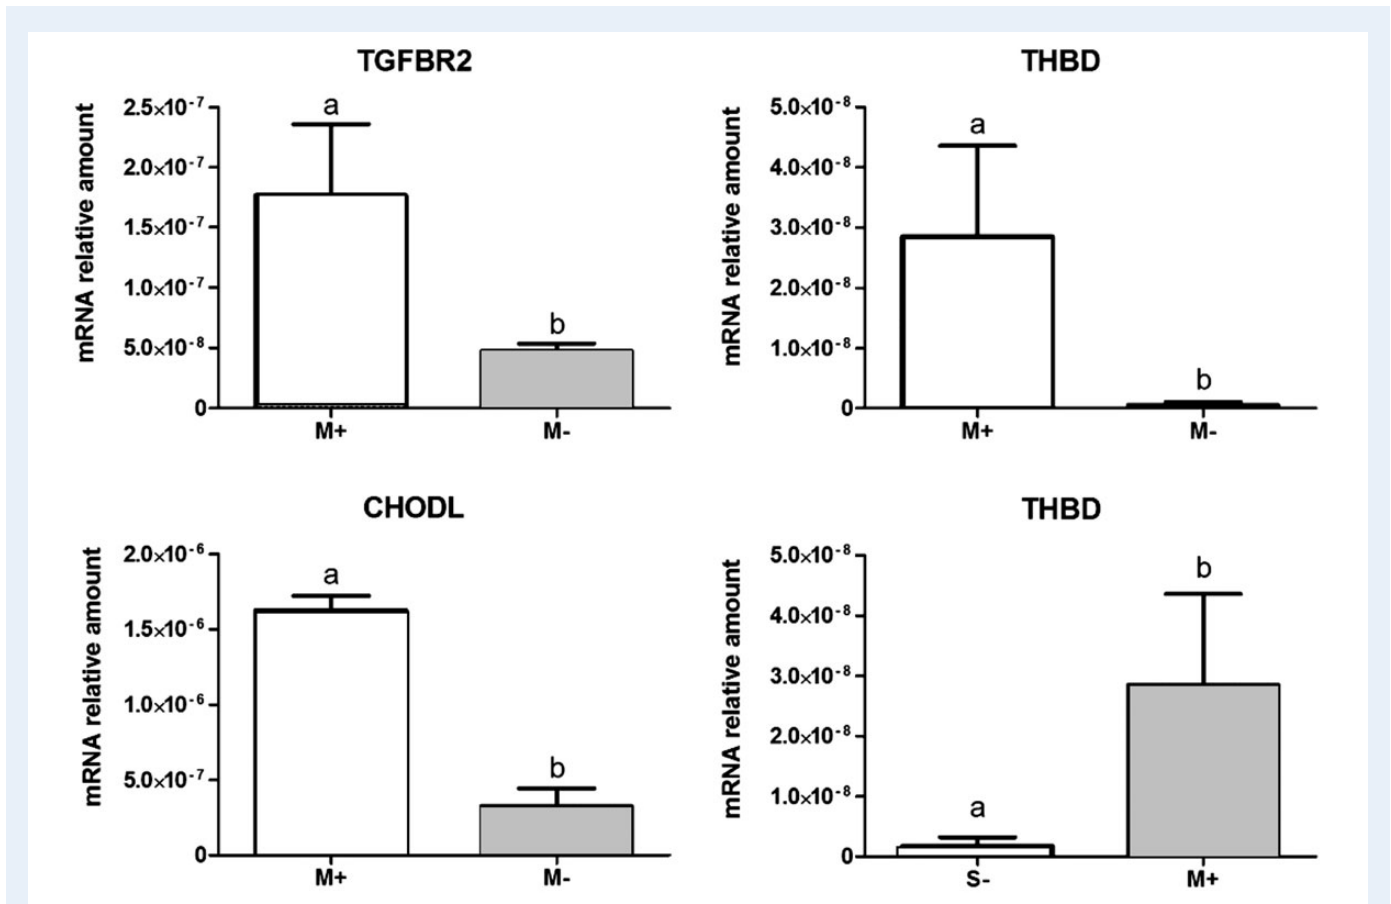 TGFBR2
mRNA relative amount
2.5×10⁻⁷
2.0×10⁻⁷
1.5×10⁻⁷
1.0×10⁻⁷
5.0×10⁻⁸
0
a
b
M+ M-
THBD
mRNA relative amount
5.0×10⁻⁸
4.0×10⁻⁸
3.0×10⁻⁸
2.0×10⁻⁸
1.0×10⁻⁸
0
a
b
M+ M-
CHODL
mRNA relative amount
2.0×10⁻⁶
1.5×10⁻⁶
1.0×10⁻⁶
5.0×10⁻⁷
0
a
b
M+ M-
THBD
mRNA relative amount
5.0×10⁻⁸
4.0×10⁻⁸
3.0×10⁻⁸
2.0×10⁻⁸
1.0×10⁻⁸
0
a
b
S- M+